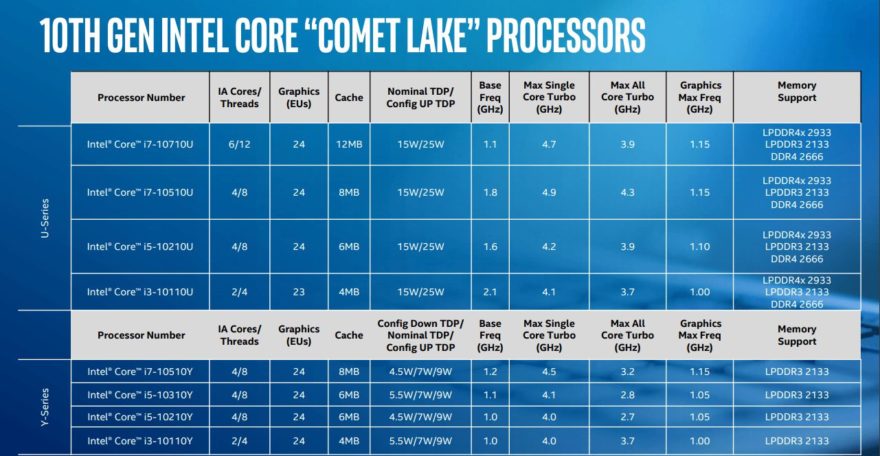 10TH GEN INTEL CORE “COMET LAKE” PROCESSORS
Processor Number IA Cores/ Threads Graphics (EUs) Cache Nominal TDP/ Config UP TDP Base Freq (GHz) Max Single Core Turbo (GHz) Max All Core Turbo (GHz) Graphics Max Freq (GHz) Memory Support
U-Series
Intel® Core™ i7-10710U 6/12 24 12MB 15W/25W 1.1 4.7 3.9 1.15 LPDDR4x 2933 LPDDR3 2133 DDR4 2666
Intel® Core™ i7-10510U 4/8 24 8MB 15W/25W 1.8 4.9 4.3 1.15 LPDDR4x 2933 LPDDR3 2133 DDR4 2666
Intel® Core™ i5-10210U 4/8 24 6MB 15W/25W 1.6 4.2 3.9 1.10 LPDDR4x 2933 LPDDR3 2133 DDR4 2666
Intel® Core™ i3-10110U 2/4 23 4MB 15W/25W 2.1 4.1 3.7 1.00 LPDDR4x 2933 LPDDR3 2133 DDR4 2666
Processor Number IA Cores/ Threads Graphics (EUs) Cache Config Down TDP/ Nominal TDP/ Config UP TDP Base Freq (GHz) Max Single Core Turbo (GHz) Max All Core Turbo (GHz) Graphics Max Freq (GHz) Memory Support
Y-Series
Intel® Core™ i7-10510Y 4/8 24 8MB 4.5W/7W/9W 1.2 4.5 3.2 1.15 LPDDR3 2133
Intel® Core™ i5-10310Y 4/8 24 6MB 5.5W/7W/9W 1.1 4.1 2.8 1.05 LPDDR3 2133
Intel® Core™ i5-10210Y 4/8 24 6MB 4.5W/7W/9W 1.0 4.0 2.7 1.05 LPDDR3 2133
Intel® Core™ i3-10110Y 2/4 24 4MB 5.5W/7W/9W 1.0 4.0 3.7 1.00 LPDDR3 2133